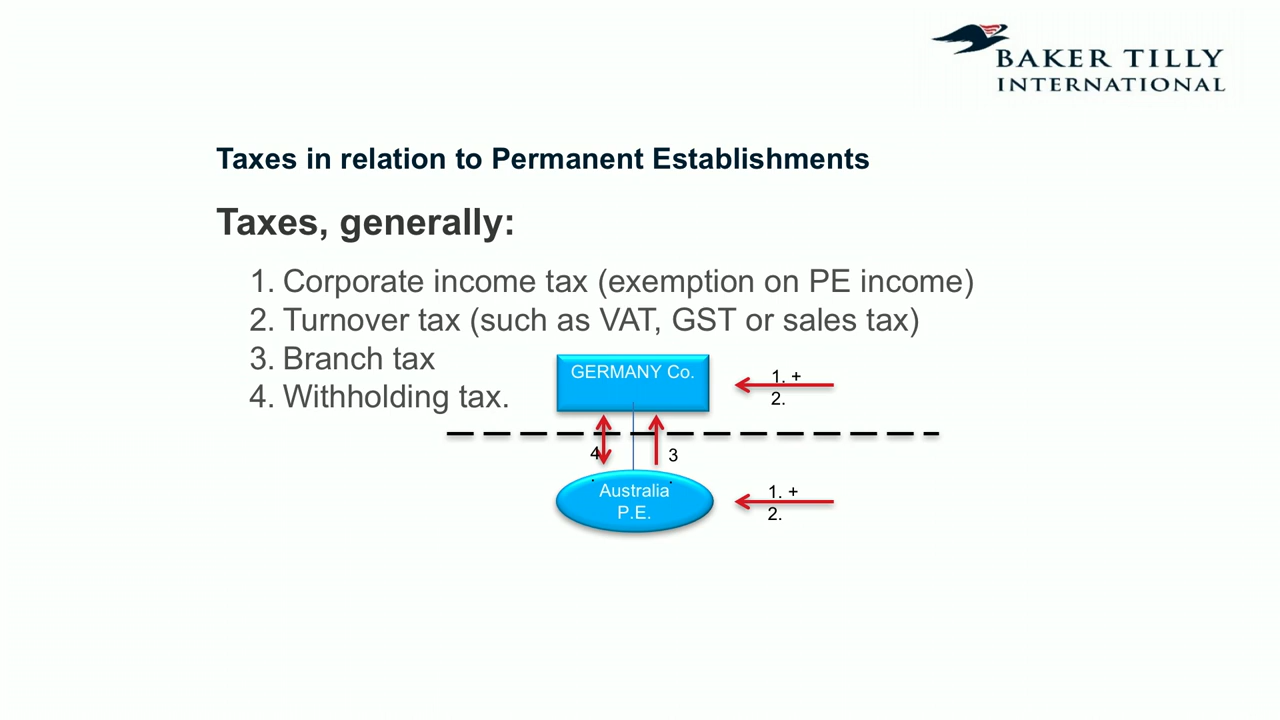 BAKER TILLY
INTERNATIONAL
Taxes in relation to Permanent Establishments
Taxes, generally:
1. Corporate income tax (exemption on PE income)
2. Turnover tax (such as VAT, GST or sales tax)
3. Branch tax
4. Withholding tax.
GERMANY Co.
1. +
2.
4
.
3
.
Australia
P.E.
1. +
2.